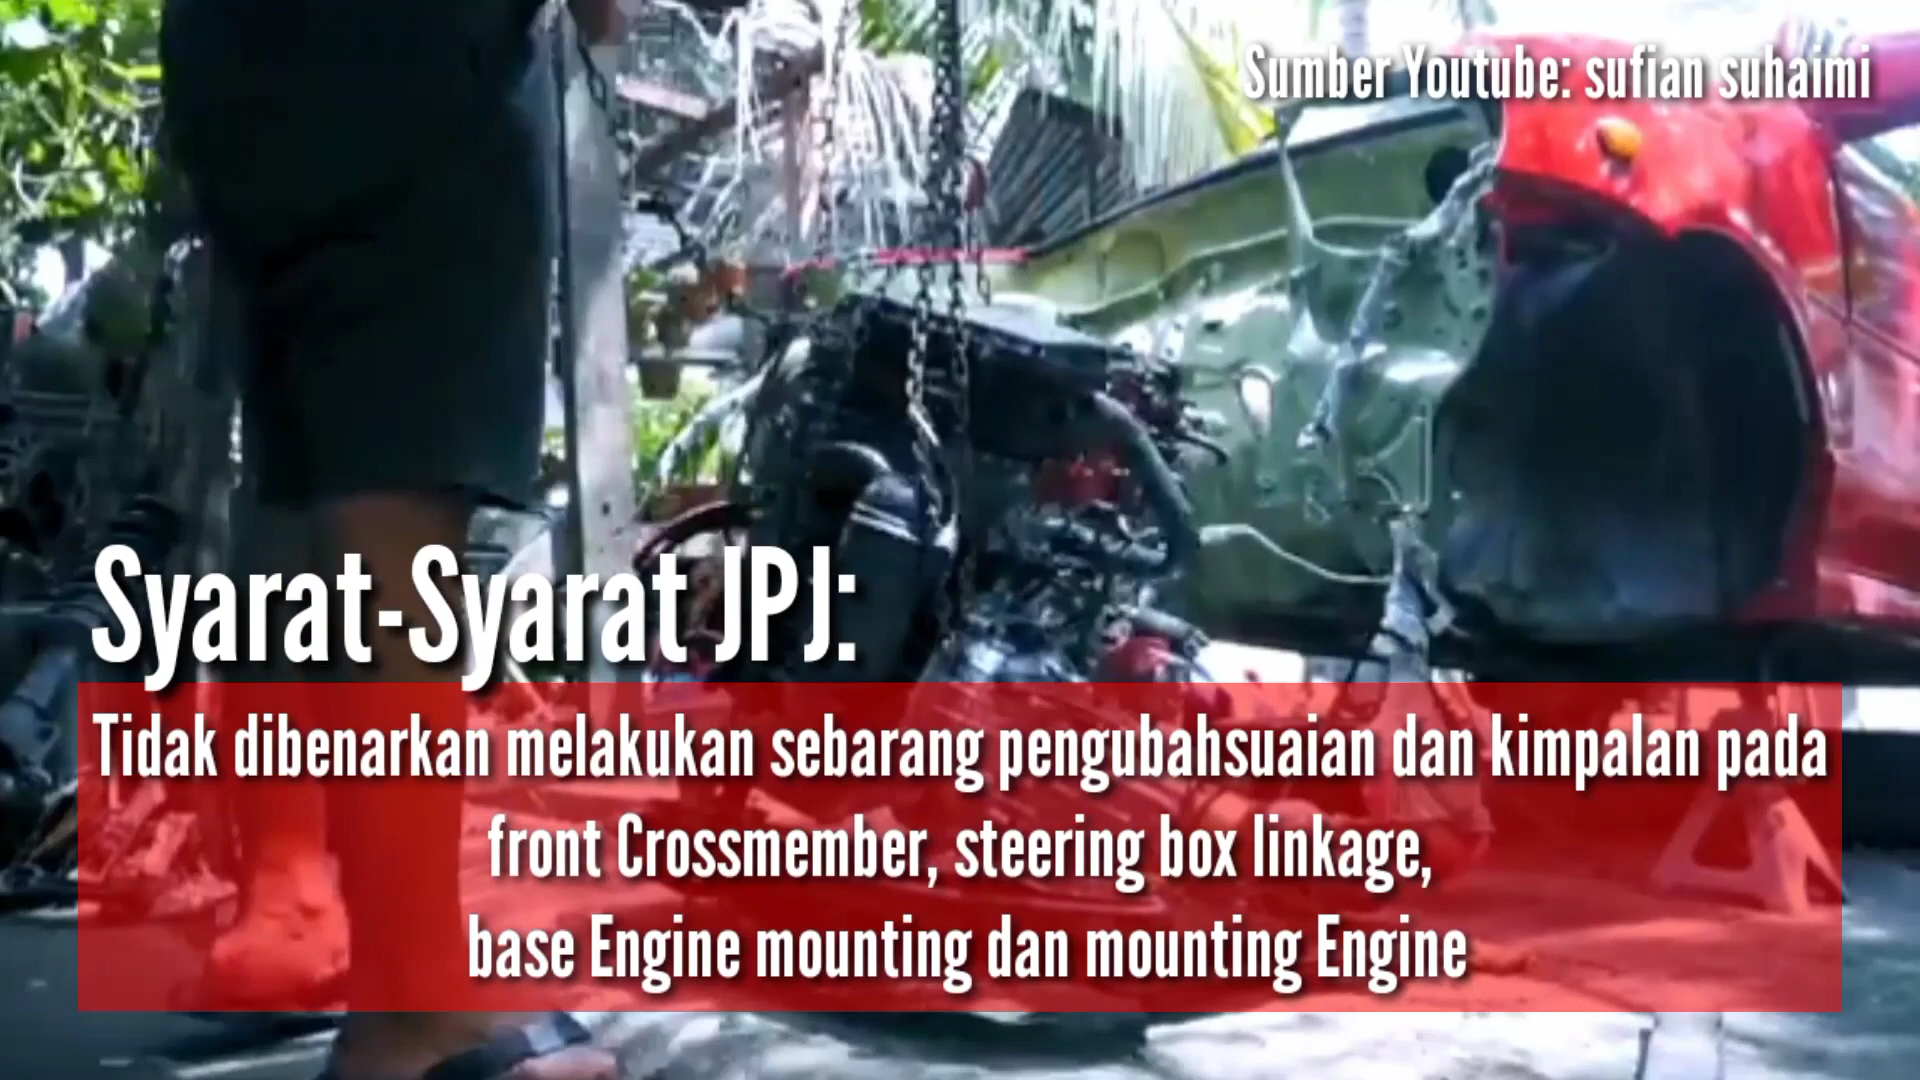 Sumber Youtube: sufian suhaimi
Syarat-Syarat JPJ:
Tidak dibenarkan melakukan sebarang pengubahsuaian dan kimpalan pada
front Crossmember, steering box linkage,
base Engine mounting dan mounting Engine